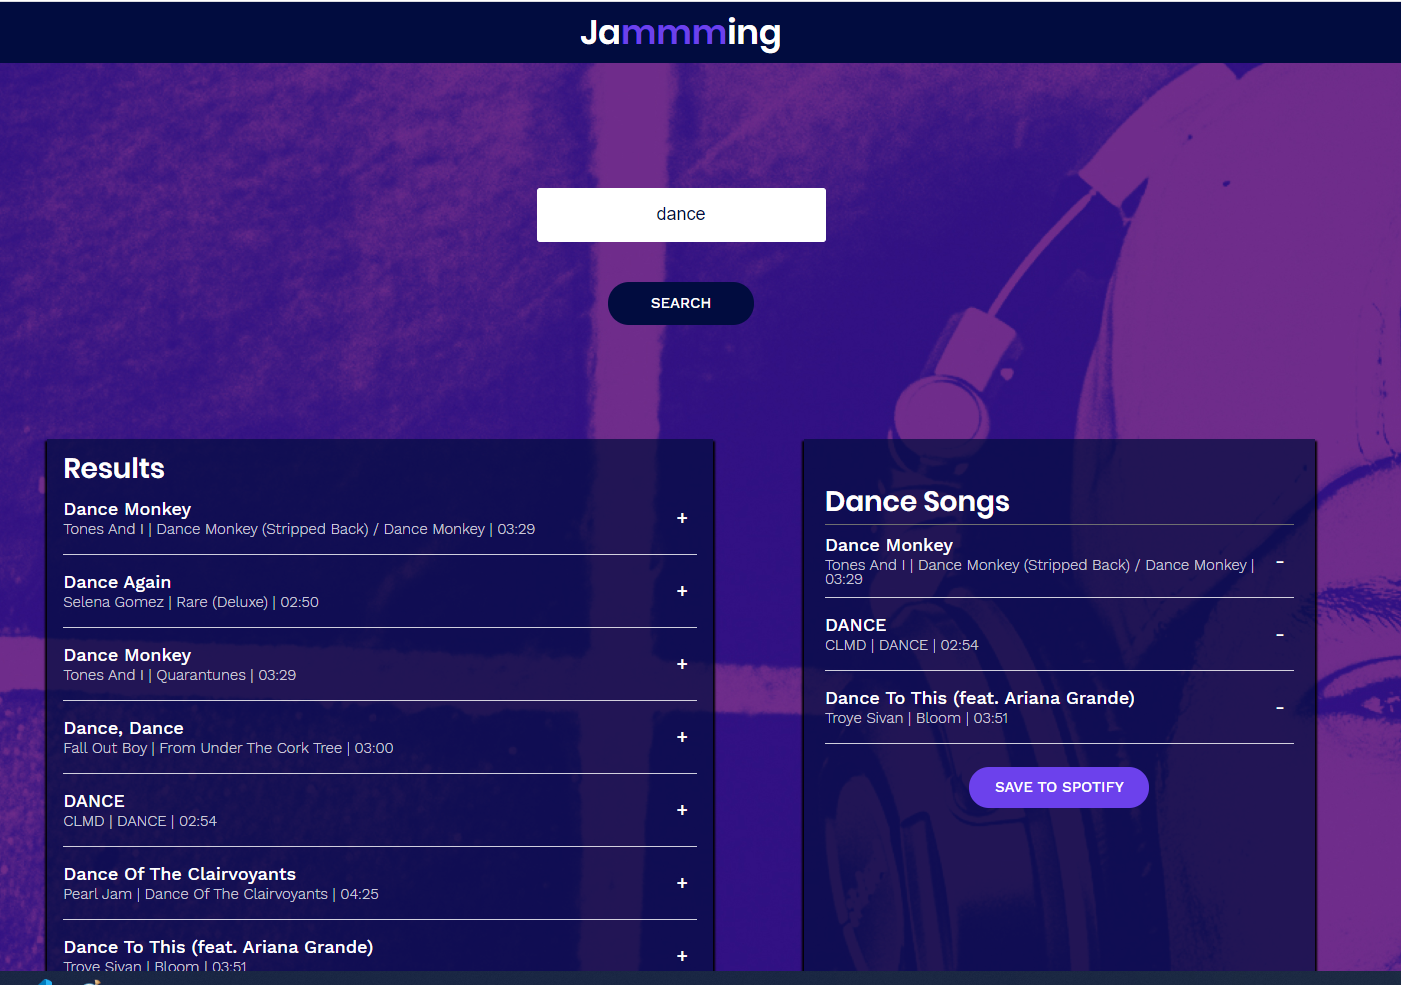 Jammming
dance
SEARCH
Results
Dance Monkey
Tones And I | Dance Monkey (Stripped Back) / Dance Monkey | 03:29
+
Dance Again
Selena Gomez | Rare (Deluxe) | 02:50
+
Dance Monkey
Tones And I | Quarantunes | 03:29
+
Dance, Dance
Fall Out Boy | From Under The Cork Tree | 03:00
+
DANCE
CLMD | DANCE | 02:54
+
Dance Of The Clairvoyants
Pearl Jam | Dance Of The Clairvoyants | 04:25
+
Dance To This (feat. Ariana Grande)
Troye Sivan | Bloom | 03:51
+
Dance Songs
Dance Monkey
Tones And I | Dance Monkey (Stripped Back) / Dance Monkey |
03:29
-
DANCE
CLMD | DANCE | 02:54
-
Dance To This (feat. Ariana Grande)
Troye Sivan | Bloom | 03:51
-
SAVE TO SPOTIFY